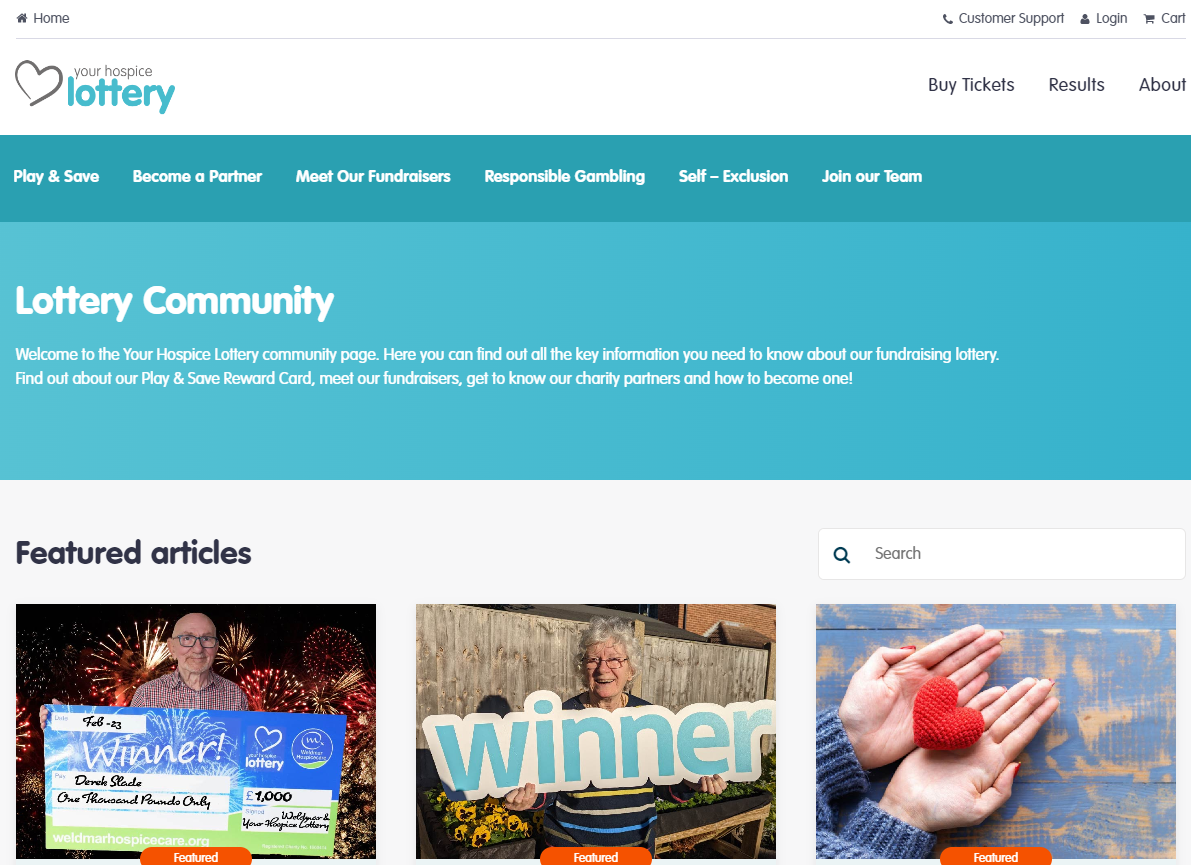 Home
Customer Support
Login
Cart
your hospice
lottery
Buy Tickets
Results
About
Play & Save
Become a Partner
Meet Our Fundraisers
Responsible Gambling
Self – Exclusion
Join our Team
Lottery Community
Welcome to the Your Hospice Lottery community page. Here you can find out all the key information you need to know about our fundraising lottery.
Find out about our Play & Save Reward Card, meet our fundraisers, get to know our charity partners and how to become one!
Featured articles
Search
Date
Feb -23
Winner!
your hospice
lottery
Weldmar
Hospicecare
Pay
Derek Slade
One Thousand Pounds Only
£ 1,000
Signed
Weldmar &
Your Hospice Lottery
weldmarhospicecare.org
winner
Featured
Featured
Featured